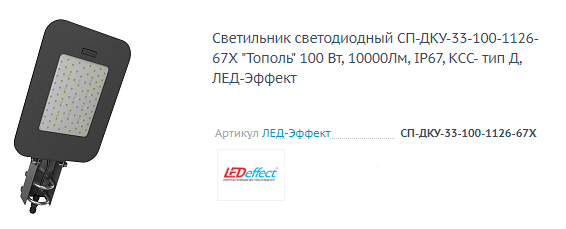 Светильник светодиодный СП-ДКУ-33-100-1126-
67Х "Тополь" 100 Вт, 10000Лм, IP67, КСС- тип Д,
ЛЕД-Эффект
Артикул ЛЕД-Эффект СП-ДКУ-33-100-1126-67Х
LEDeffect